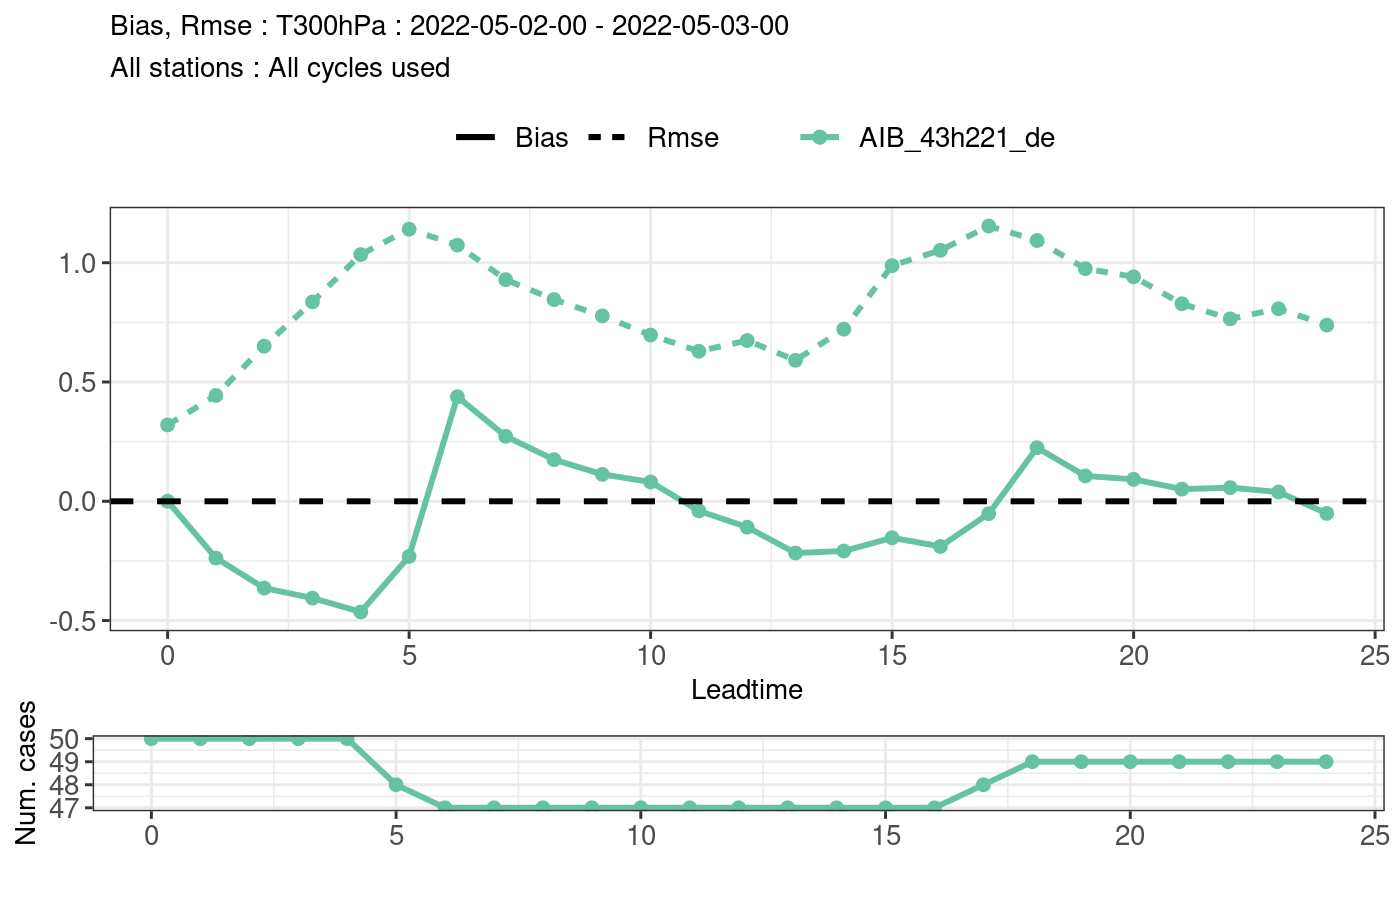 Bias, Rmse : T300hPa : 2022-05-02-00 - 2022-05-03-00
All stations : All cycles used
Bias Rmse AIB_43h221_de
1.0
0.5
0.0
-0.5
0 5 10 15 20 25
Leadtime
Num. cases
50
49
48
47
0 5 10 15 20 25